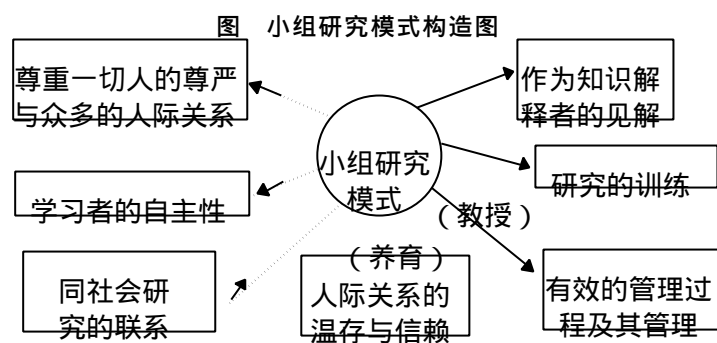 图 小组研究模式构造图
尊重一切人的尊严
与众多的人际关系
作为知识解
释者的见解
小组研究
模式
学习者的自主性
研究的训练
（教授）
（养育）
同社会研
究的联系
人际关系的
温存与信赖
有效的管理过
程及其管理